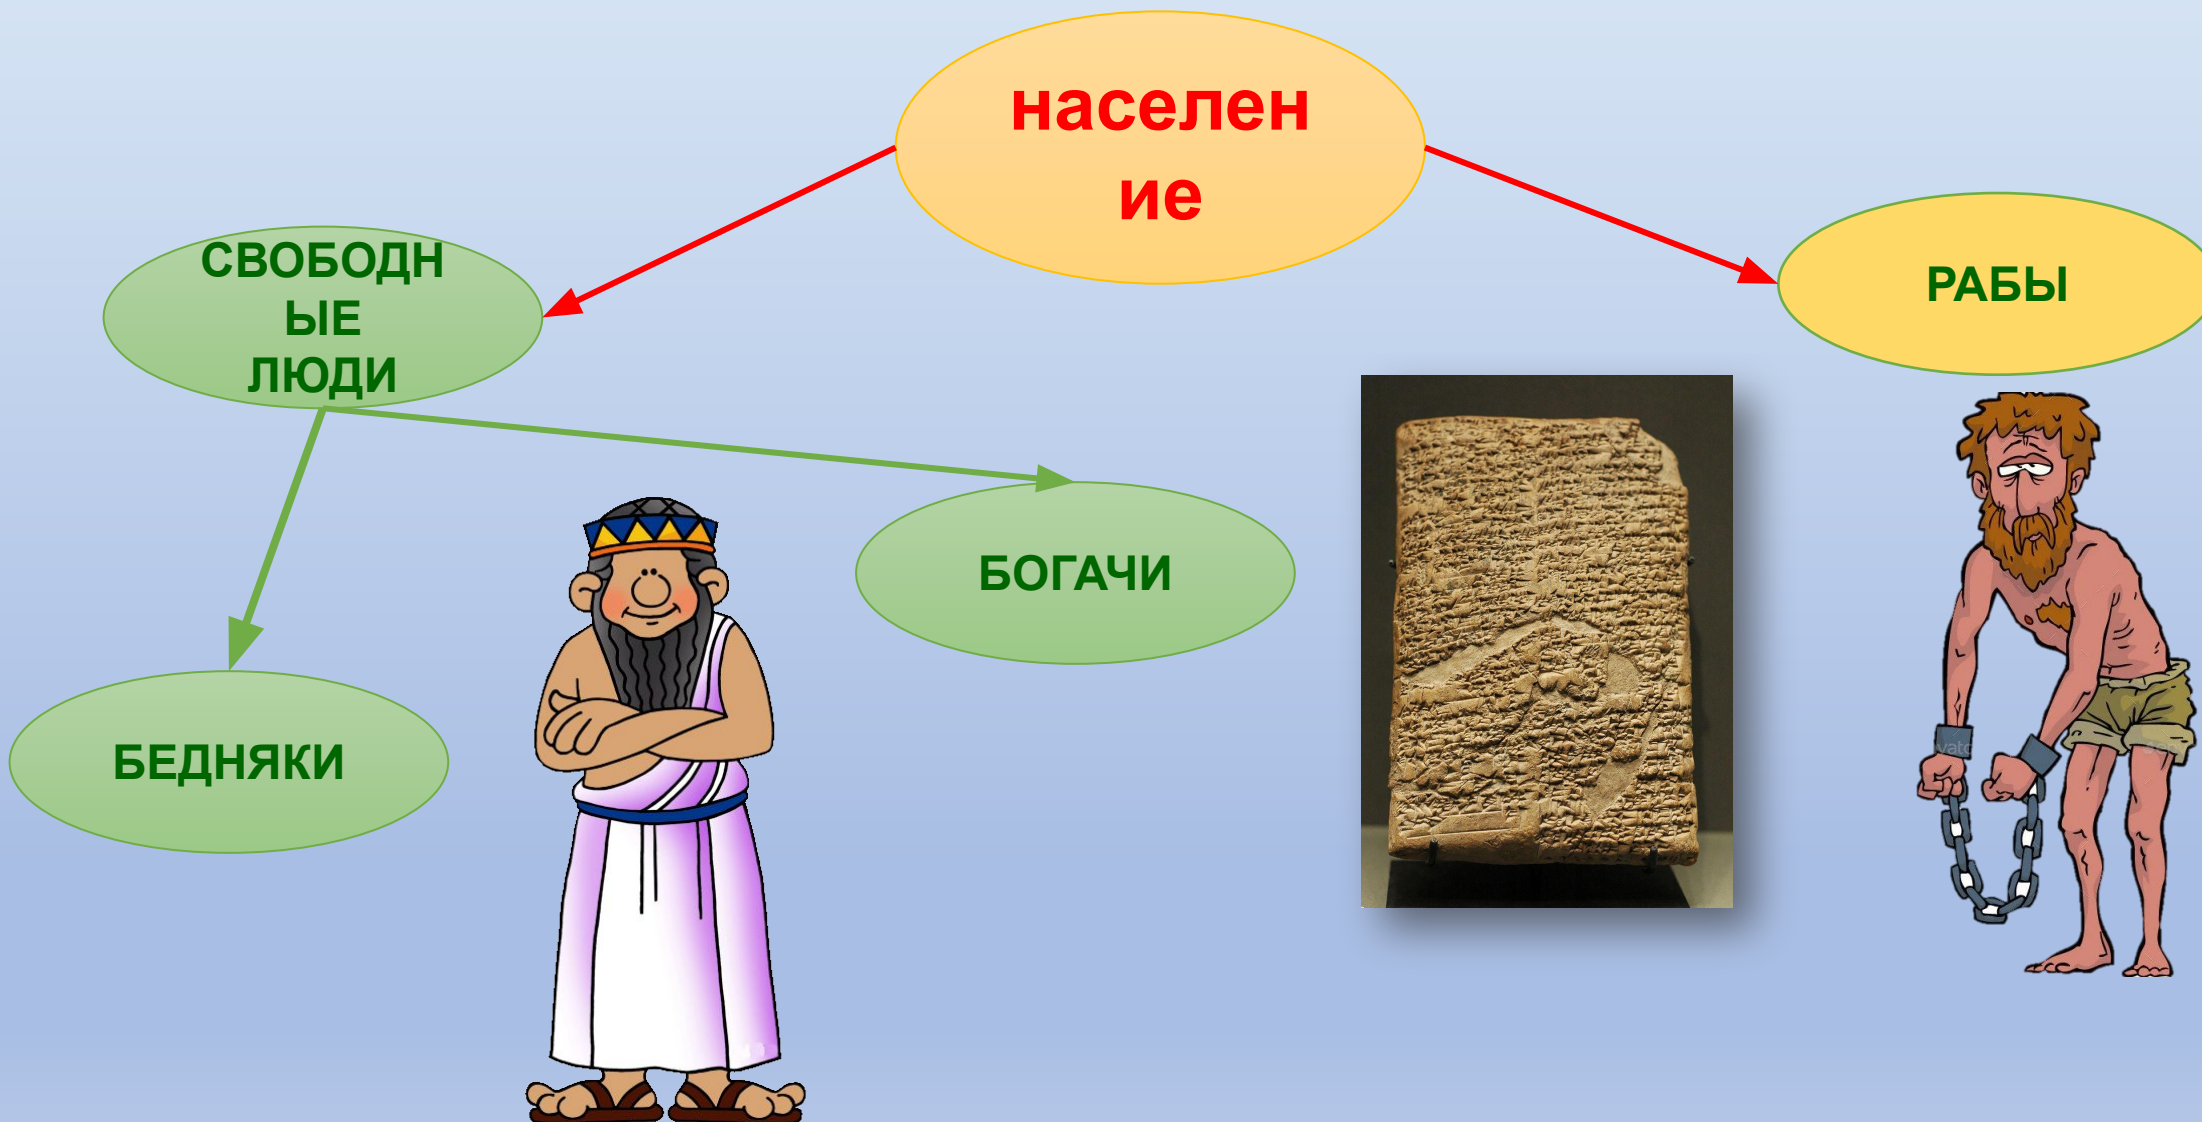 населен
ие
СВОБОДН
ЫЕ
ЛЮДИ
РАБЫ
БОГАЧИ
БЕДНЯКИ